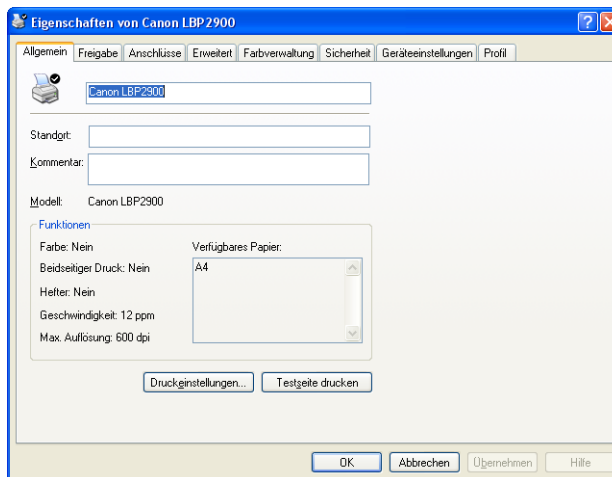 Eigenschaften von Canon LBP2900
Allgemein Freigabe Anschlüsse Erweitert Farbverwaltung Sicherheit Geräteeinstellungen Profil
Canon LBP2900
Standort:
Kommentar:
Modell: Canon LBP2900
Funktionen
Farbe: Nein Verfügbares Papier:
Beidseitiger Druck: Nein A4
Hefter: Nein
Geschwindigkeit: 12 ppm
Max. Auflösung: 600 dpi
Druckeinstellungen... Testseite drucken
OK Abbrechen Übernehmen Hilfe